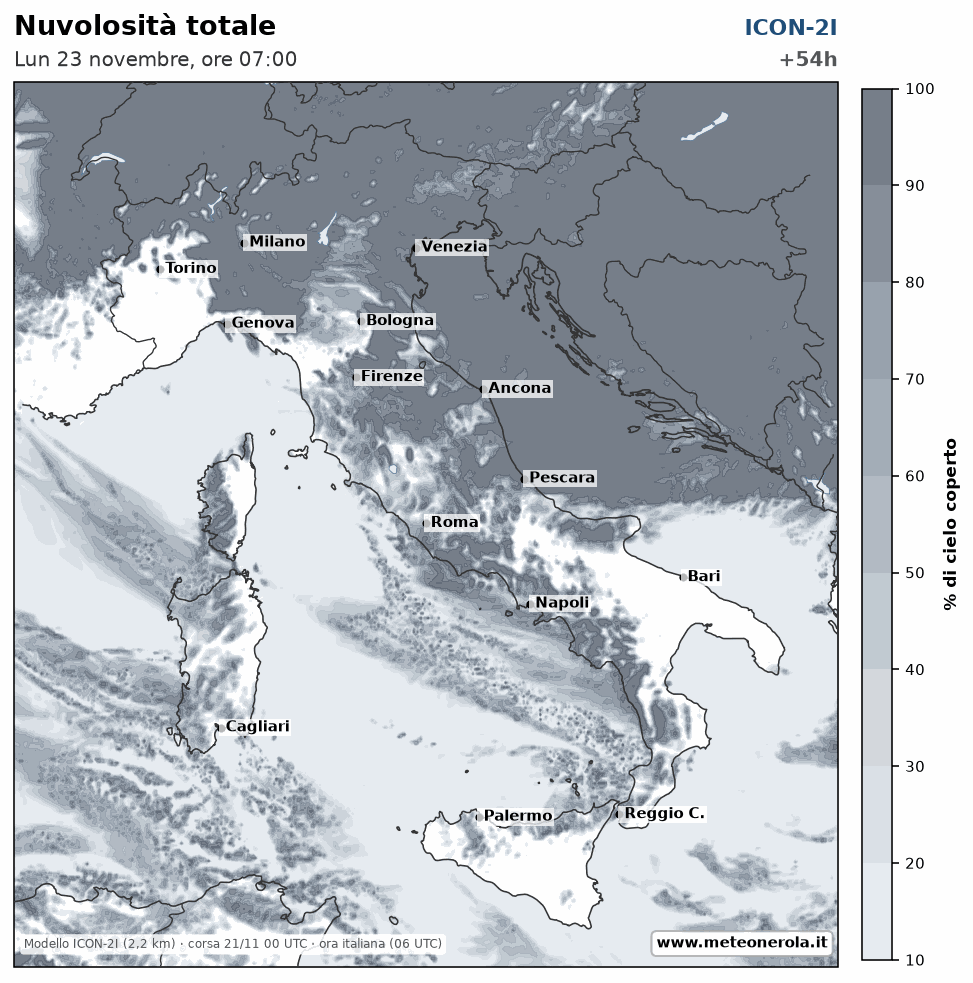 Nuvolosità totale
ICON-2I
Lun 23 novembre, ore 07:00
+54h
100
90
80
70
60
50
40
30
20
10
% di cielo coperto
Milano
Venezia
Torino
Genova
Bologna
Firenze
Ancona
Pescara
Roma
Bari
Napoli
Cagliari
Palermo
Reggio C.
Modello ICON-2I (2,2 km) · corsa 21/11 00 UTC · ora italiana (06 UTC)
www.meteonerola.it